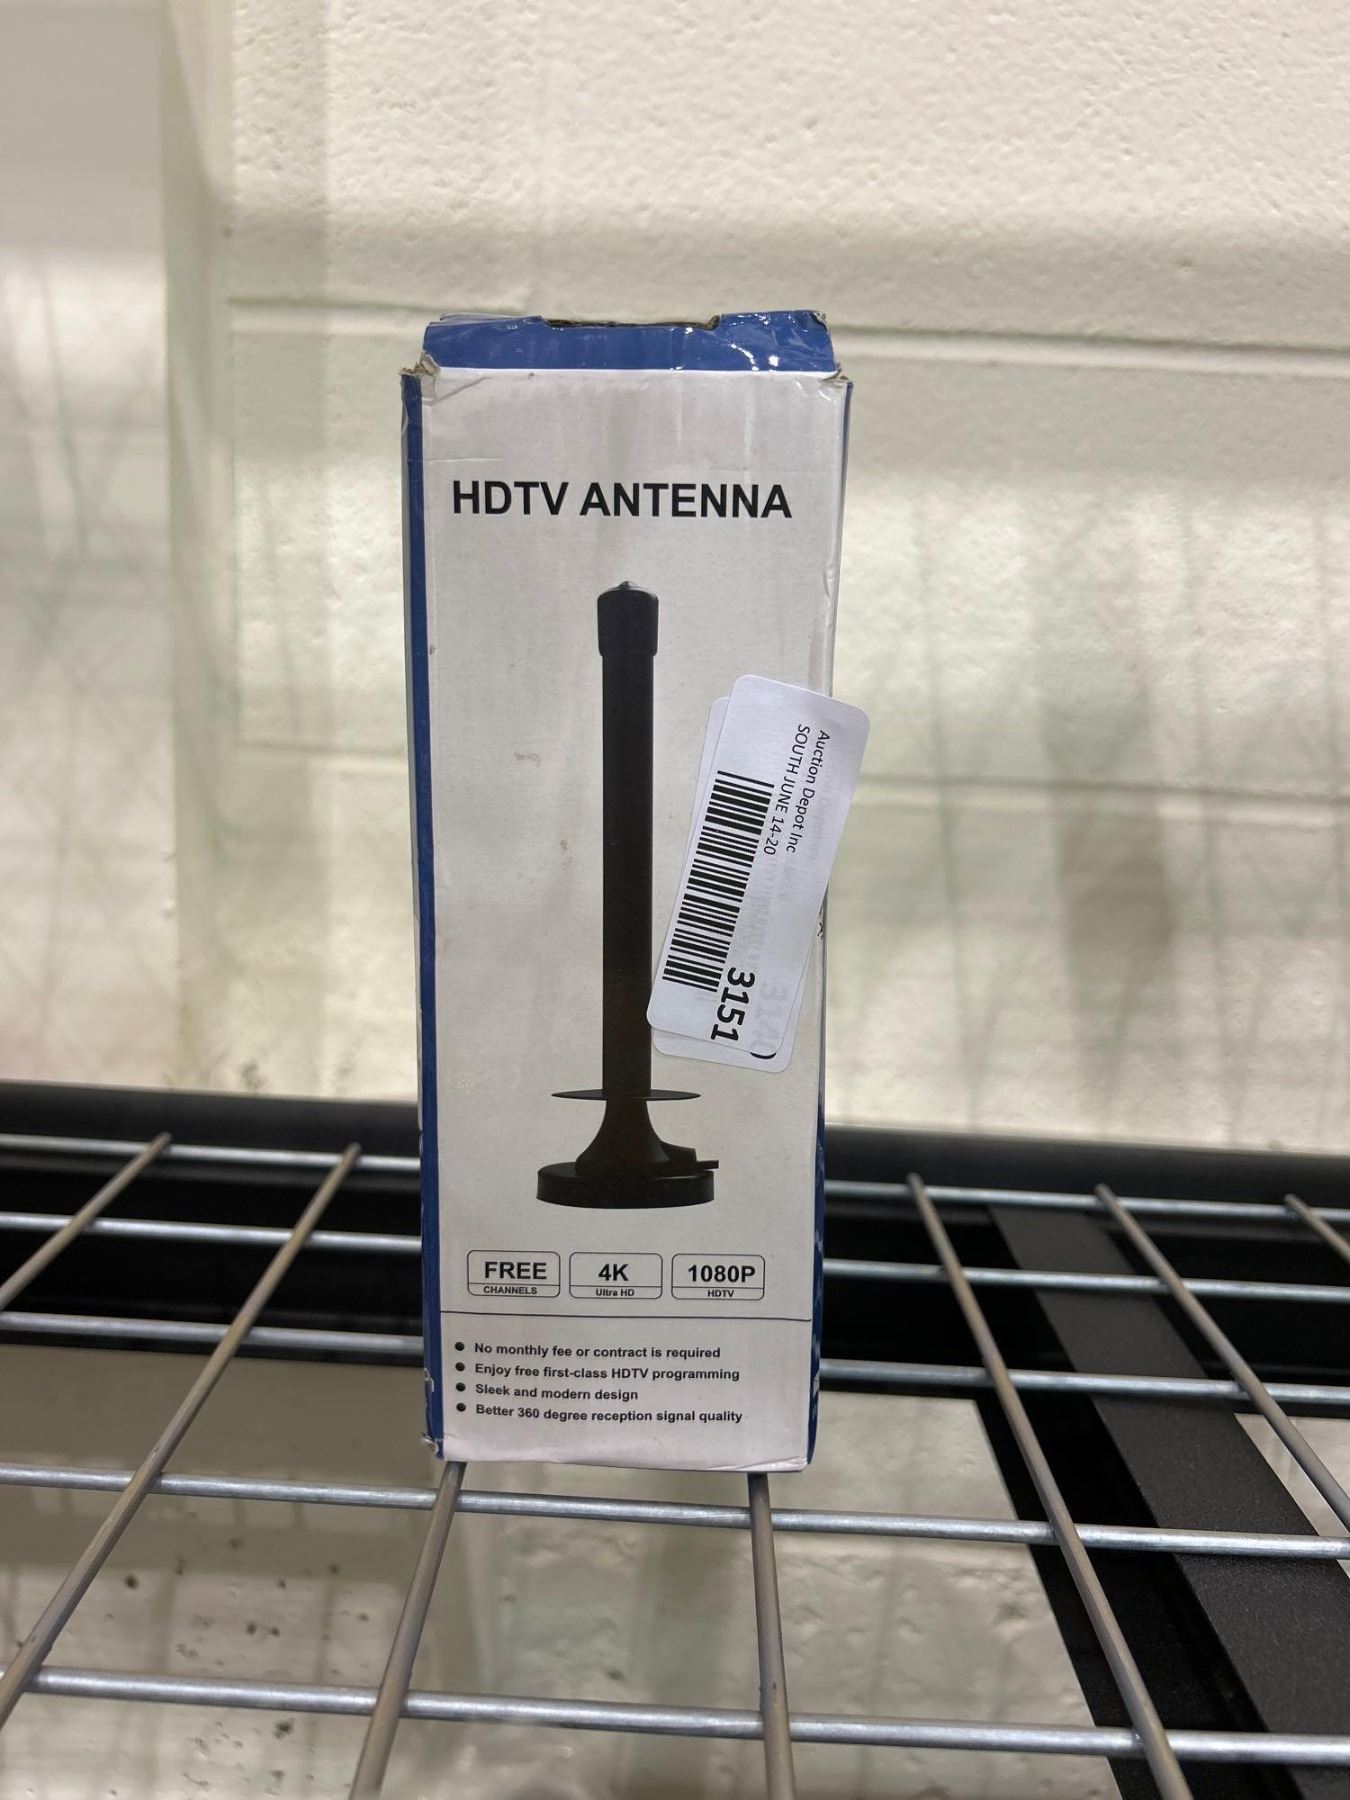 HDTV ANTENNA
Auction Depot Inc
SOUTH JUNE 14-20
3151
FREE
CHANNELS
4K
Ultra HD
1080P
HDTV
No monthly fee or contract is required
Enjoy free first-class HDTV programming
Sleek and modern design
Better 360 degree reception signal quality